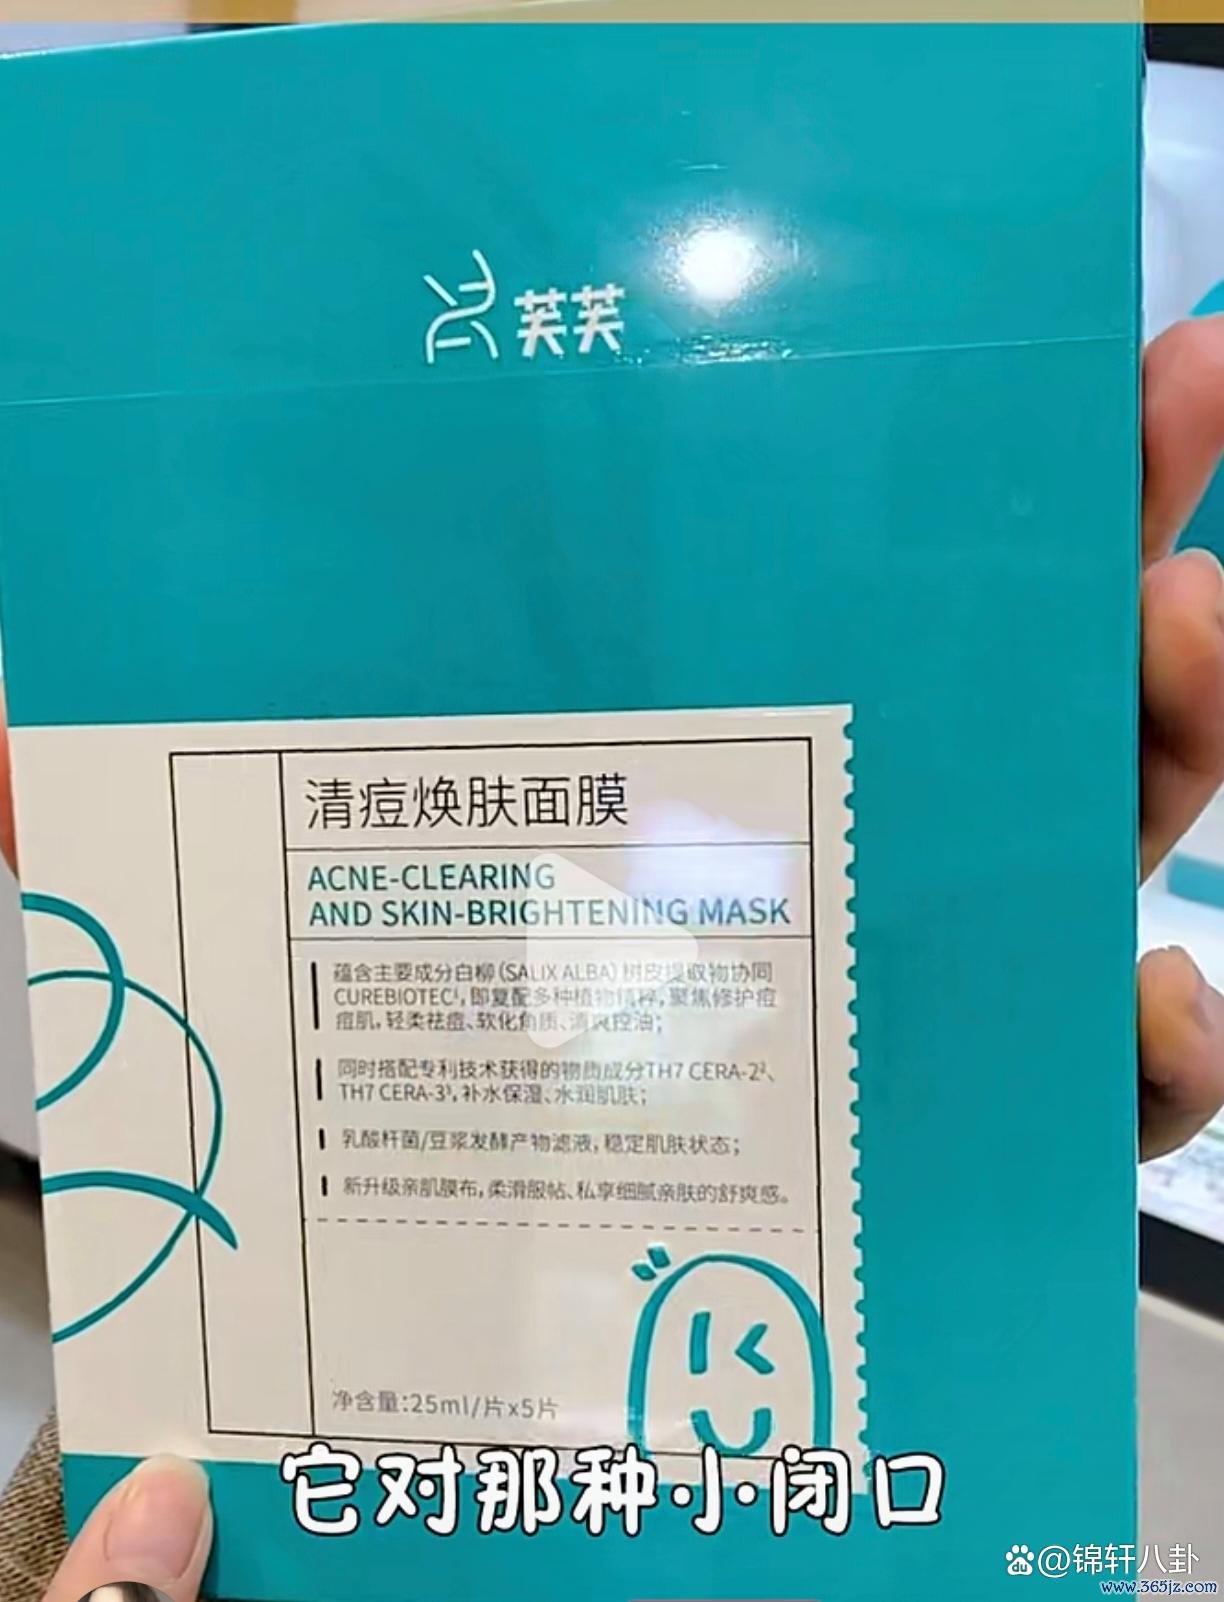 芙芙
清痘焕肤面膜
ACNE-CLEARING
AND SKIN-BRIGHTENING MASK
蕴含主要成分白柳(SALIX ALBA)树皮提取物协同
CUREBIOTEC¹,即复配多种植物精粹,聚焦修护痘
痘肌,轻柔祛痘、软化角质、清爽控油;
同时搭配专利技术获得的物质成分TH7 CERA-2²、
TH7 CERA-3³,补水保湿、水润肌肤;
乳酸杆菌/豆浆发酵产物滤液,稳定肌肤状态;
新升级亲肌膜布,柔滑服帖、私享细腻亲肤的舒爽感。
净含量:25ml/片x5片
它对那种小闭口
du @锦轩八卦
www.365jz.com